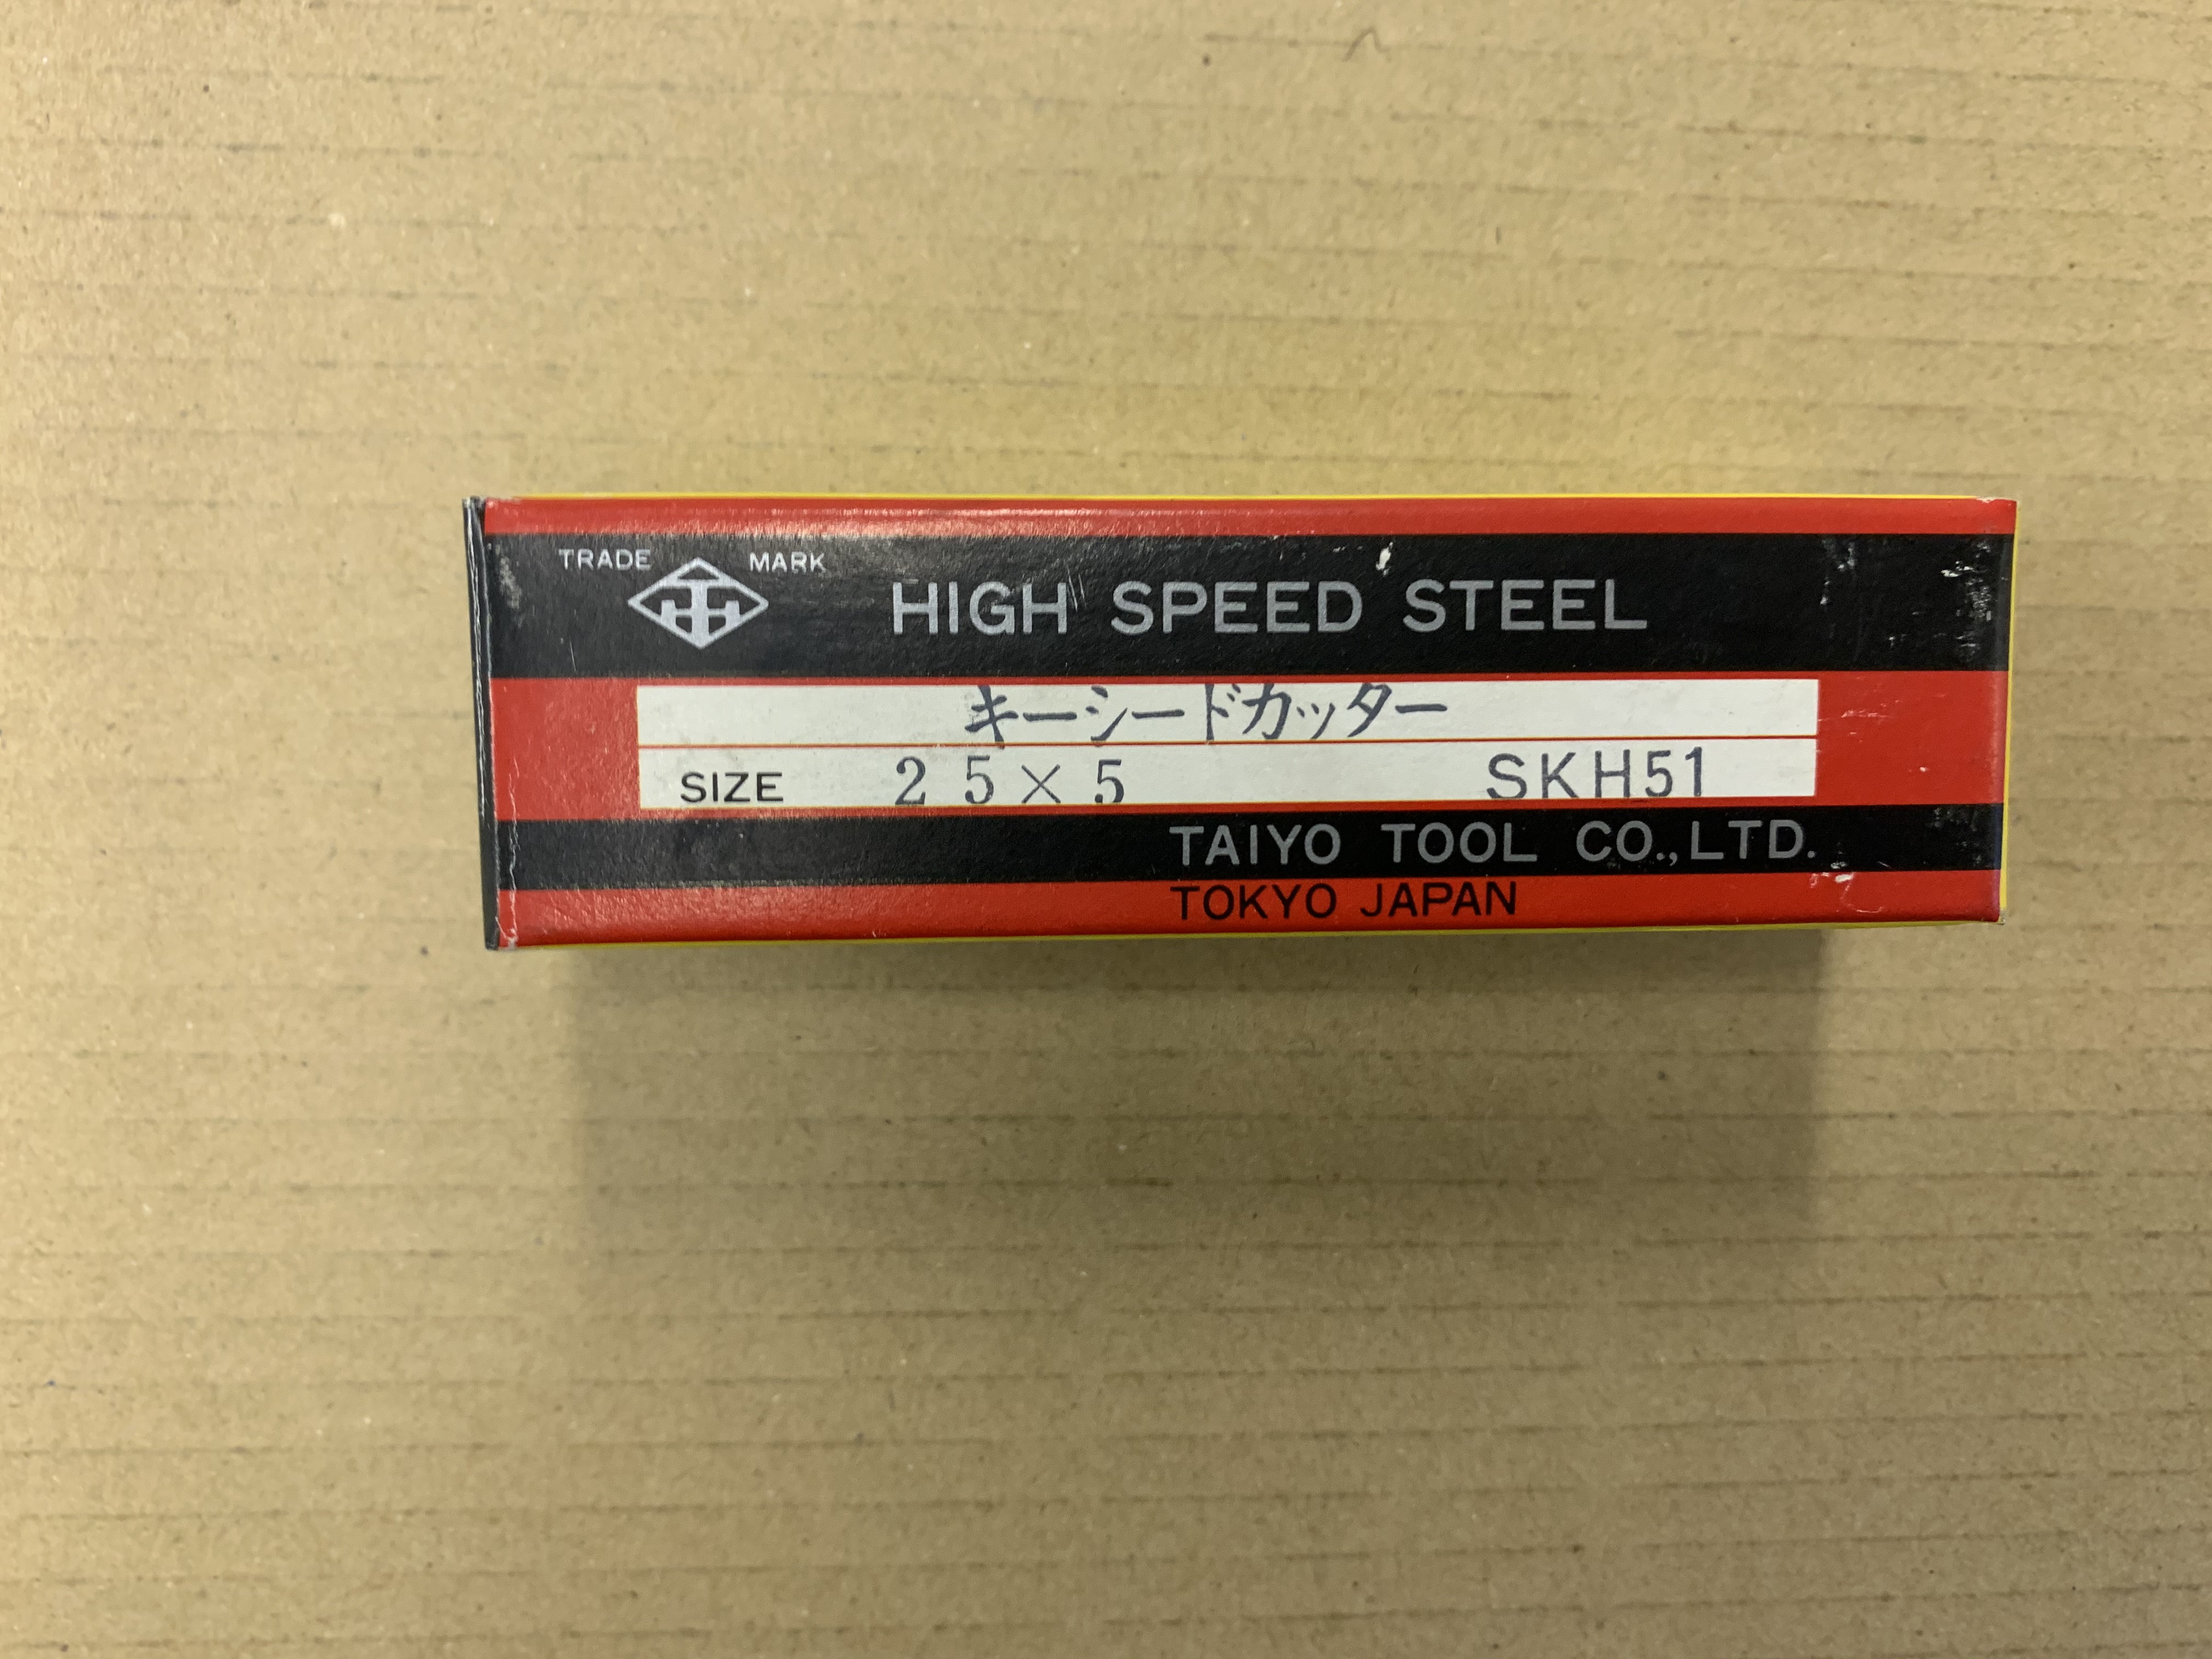 TRADE MARK
HIGH SPEED STEEL
キーシードカッター
SIZE 25×5 SKH51
TAIYO TOOL CO.,LTD.
TOKYO JAPAN